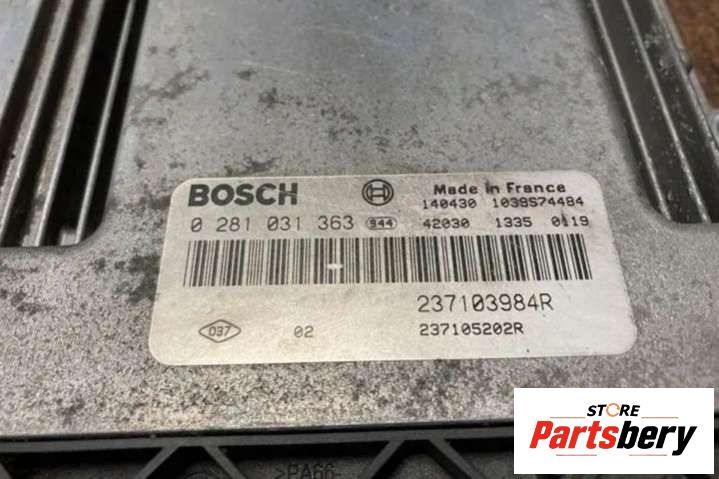 BOSCH Made in France
140430 1039S74484
0 281 031 363 944 42030 1335 0119
237103984R
037 02 237105202R
>PA66-
STORE
Partsbery